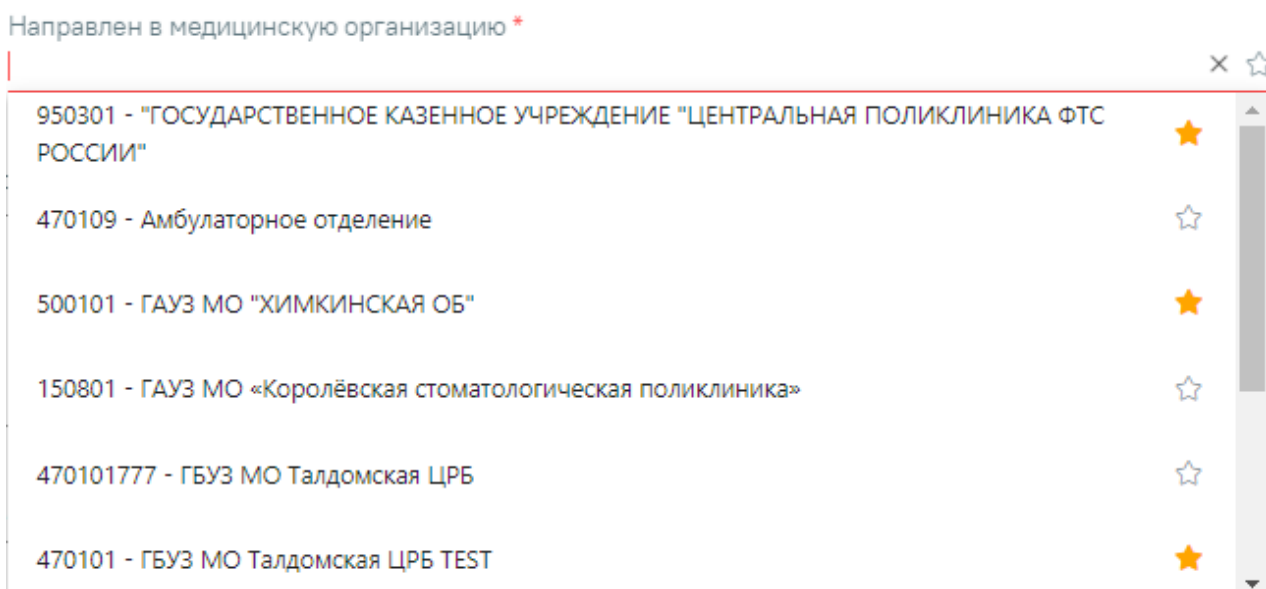 Направлен в медицинскую организацию *
950301 - "ГОСУДАРСТВЕННОЕ КАЗЕННОЕ УЧРЕЖДЕНИЕ "ЦЕНТРАЛЬНАЯ ПОЛИКЛИНИКА ФТС
РОССИИ"
470109 - Амбулаторное отделение
500101 - ГАУЗ МО "ХИМКИНСКАЯ ОБ"
150801 - ГАУЗ МО «Королёвская стоматологическая поликлиника»
470101777 - ГБУЗ МО Талдомская ЦРБ
470101 - ГБУЗ МО Талдомская ЦРБ TEST